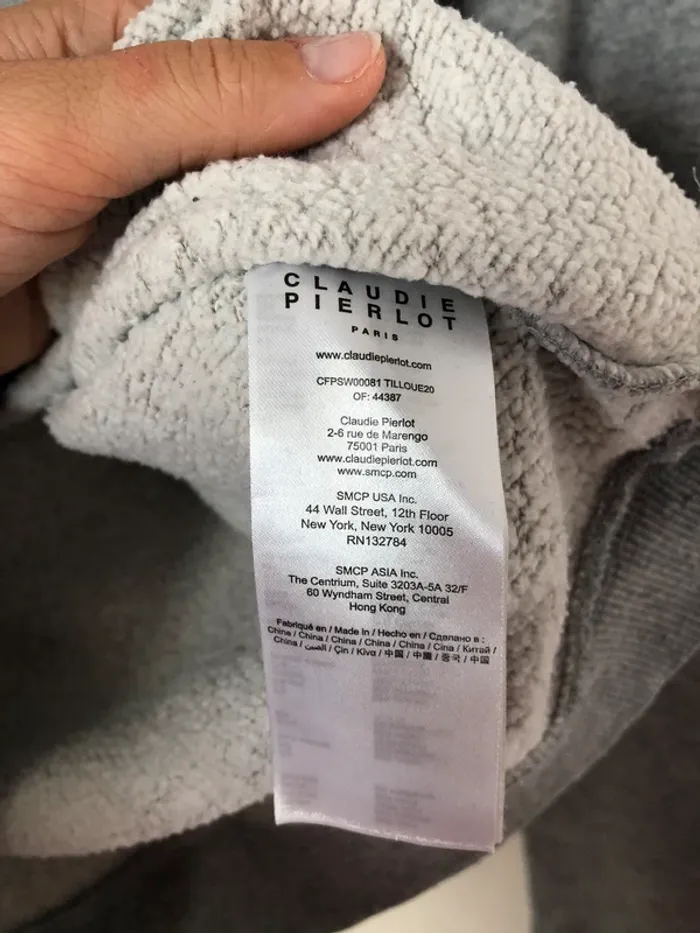 CLAUDIE
PIERLOT
PARIS
www.claudiepierlot.com
CFPSW00081 TILLOUE20
OF: 44387
Claudie Pierlot
2-6 rue de Marengo
75001 Paris
www.claudiepierlot.com
www.smcp.com
SMCP USA Inc.
44 Wall Street, 12th Floor
New York, New York 10005
RN132784
SMCP ASIA Inc.
The Centrium, Suite 3203A-5A 32/F
60 Wyndham Street, Central
Hong Kong
Fabriqué en / Made in / Hecho en / Сделано в :
China / China / China / China / China / Cina / Китай /
China / الصين / Çin / Κίνα / 中国 / 中國 / 중국 / 中国